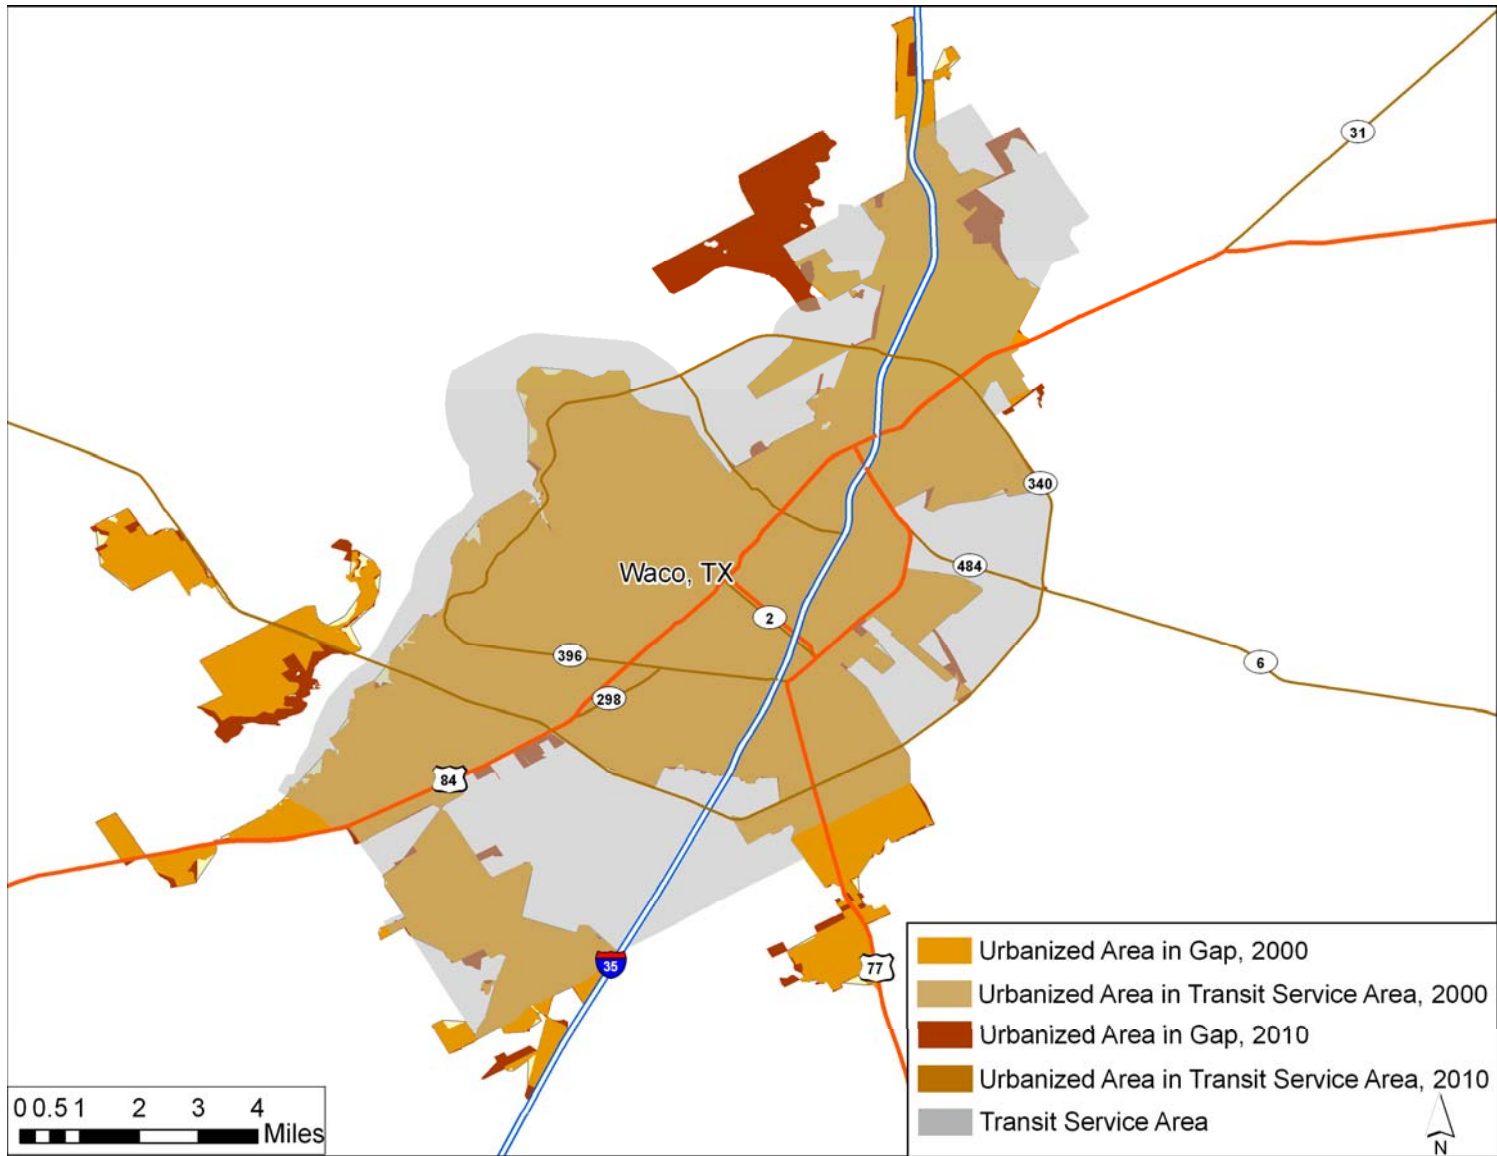 31
340
484
Waco, TX
2
396
6
298
84
35
77
Urbanized Area in Gap, 2000
Urbanized Area in Transit Service Area, 2000
Urbanized Area in Gap, 2010
Urbanized Area in Transit Service Area, 2010
Transit Service Area
N
0 0.5 1 2 3 4
Miles